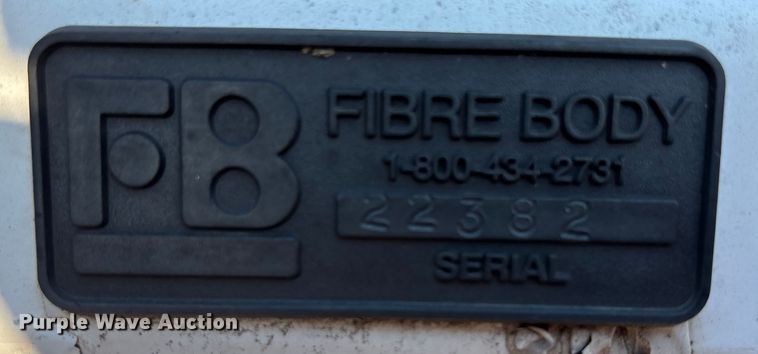 FB
FIBRE BODY
1-800-434-2731
22382
SERIAL
Purple Wave Auction